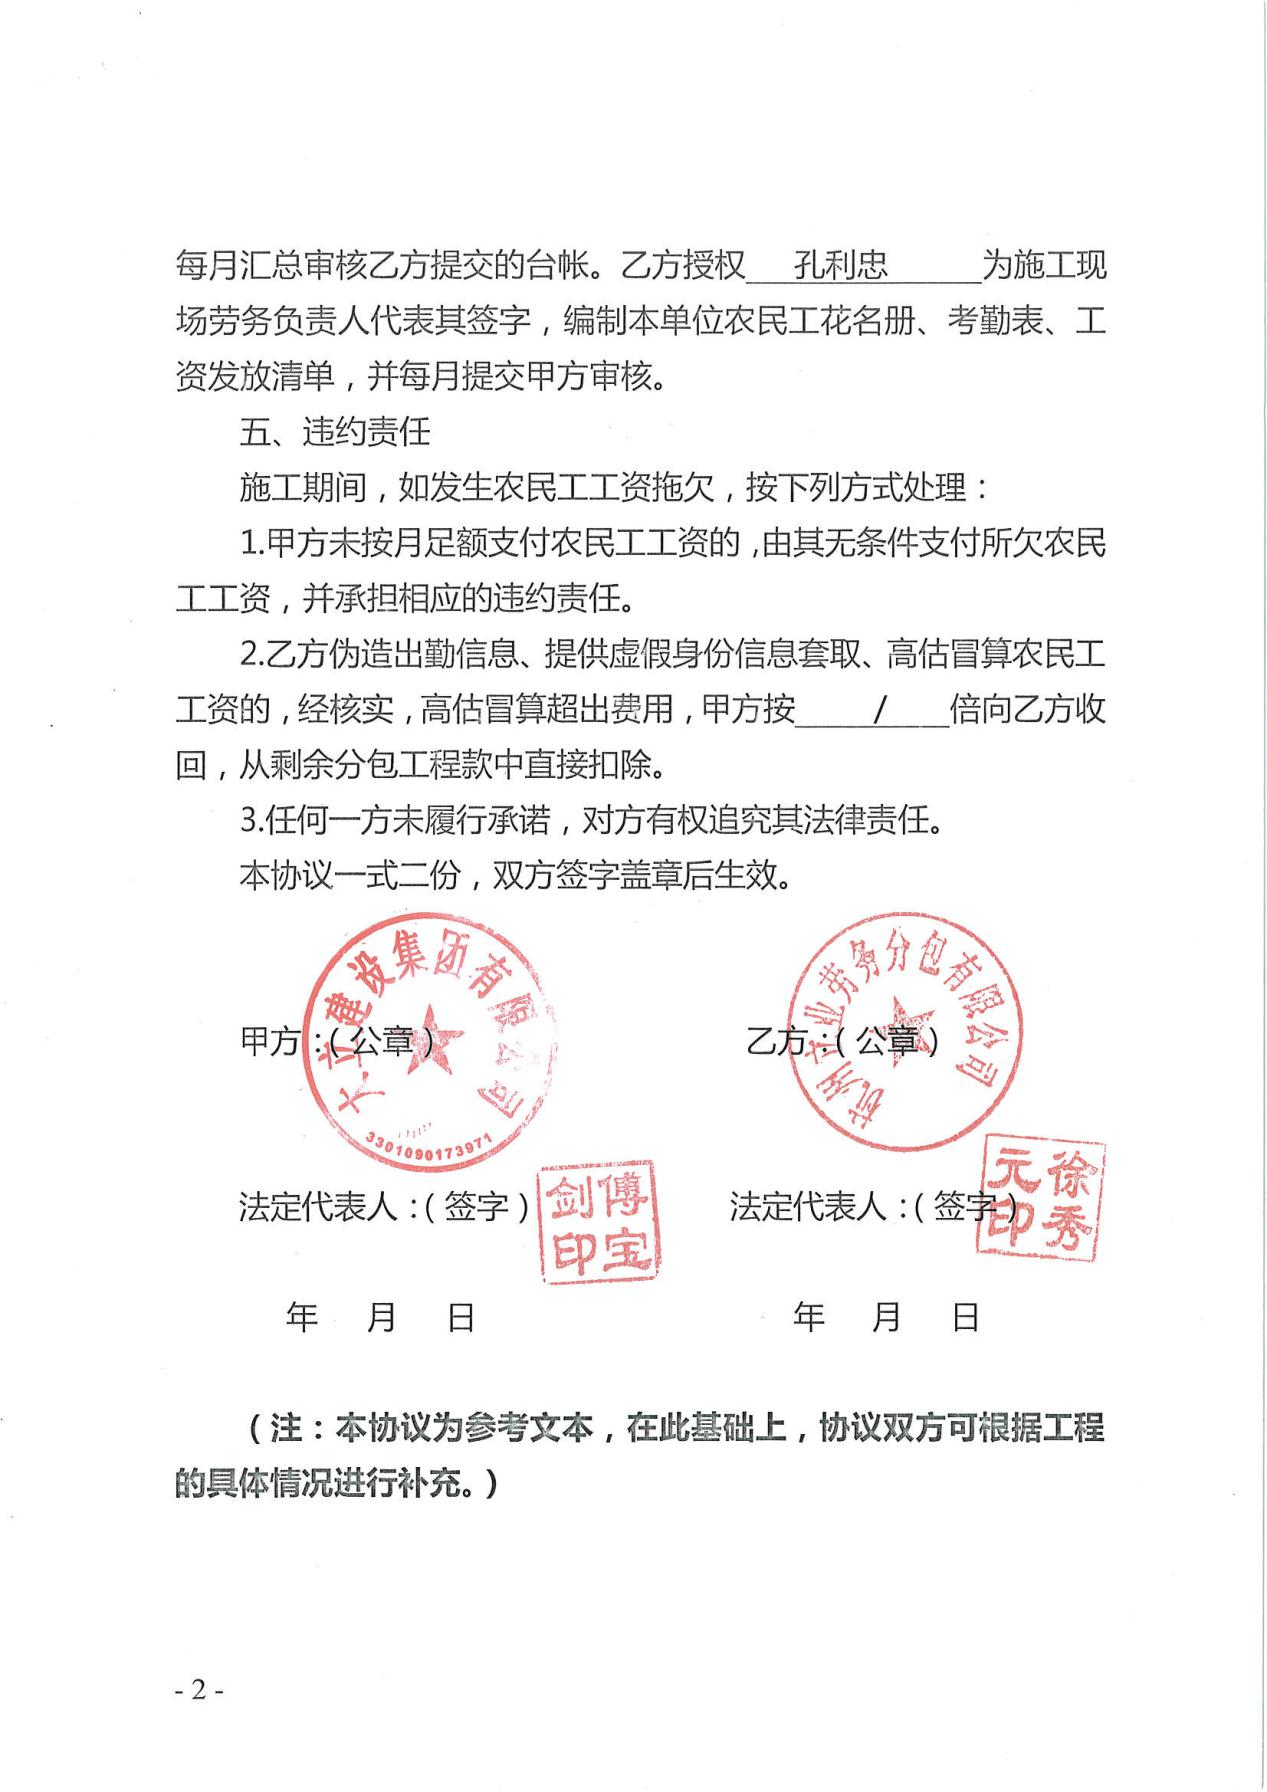 每月汇总审核乙方提交的台帐。乙方授权 孔利忠 为施工现
场劳务负责人代表其签字，编制本单位农民工花名册、考勤表、工
资发放清单，并每月提交甲方审核。
五、违约责任
施工期间，如发生农民工工资拖欠，按下列方式处理：
1.甲方未按月足额支付农民工工资的，由其无条件支付所欠农民
工工资，并承担相应的违约责任。
2.乙方伪造出勤信息、提供虚假身份信息套取、高估冒算农民工
工资的，经核实，高估冒算超出费用，甲方按 / 倍向乙方收
回，从剩余分包工程款中直接扣除。
3.任何一方未履行承诺，对方有权追究其法律责任。
本协议一式二份，双方签字盖章后生效。
大立建设集团有限公司
3301090173971
杭州立业劳务分包有限公司
甲方：（公章） 乙方：（公章）
法定代表人：（签字） 法定代表人：（签字）
傅宝剑印
徐秀元印
年 月 日 年 月 日
（注：本协议为参考文本，在此基础上，协议双方可根据工程
的具体情况进行补充。）
- 2 -